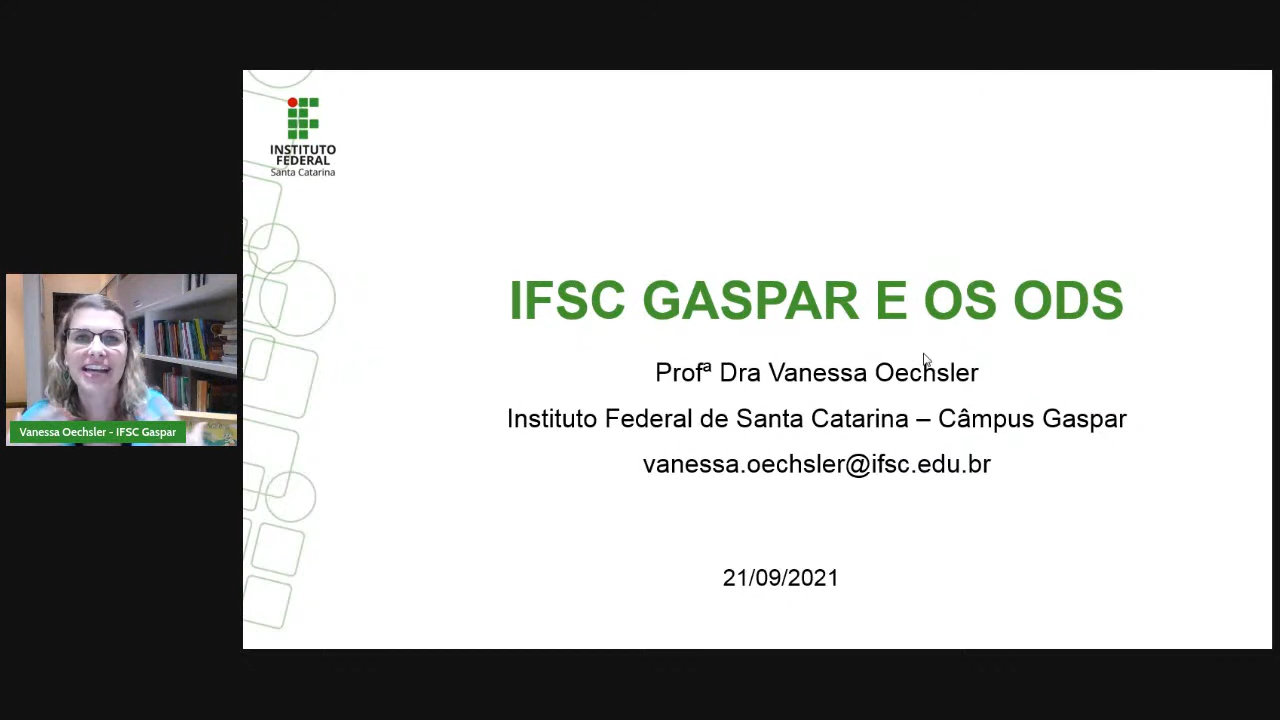 INSTITUTO
FEDERAL
Santa Catarina
IFSC GASPAR E OS ODS
Profª Dra Vanessa Oechsler
Instituto Federal de Santa Catarina – Câmpus Gaspar
vanessa.oechsler@ifsc.edu.br
21/09/2021
Vanessa Oechsler - IFSC Gaspar